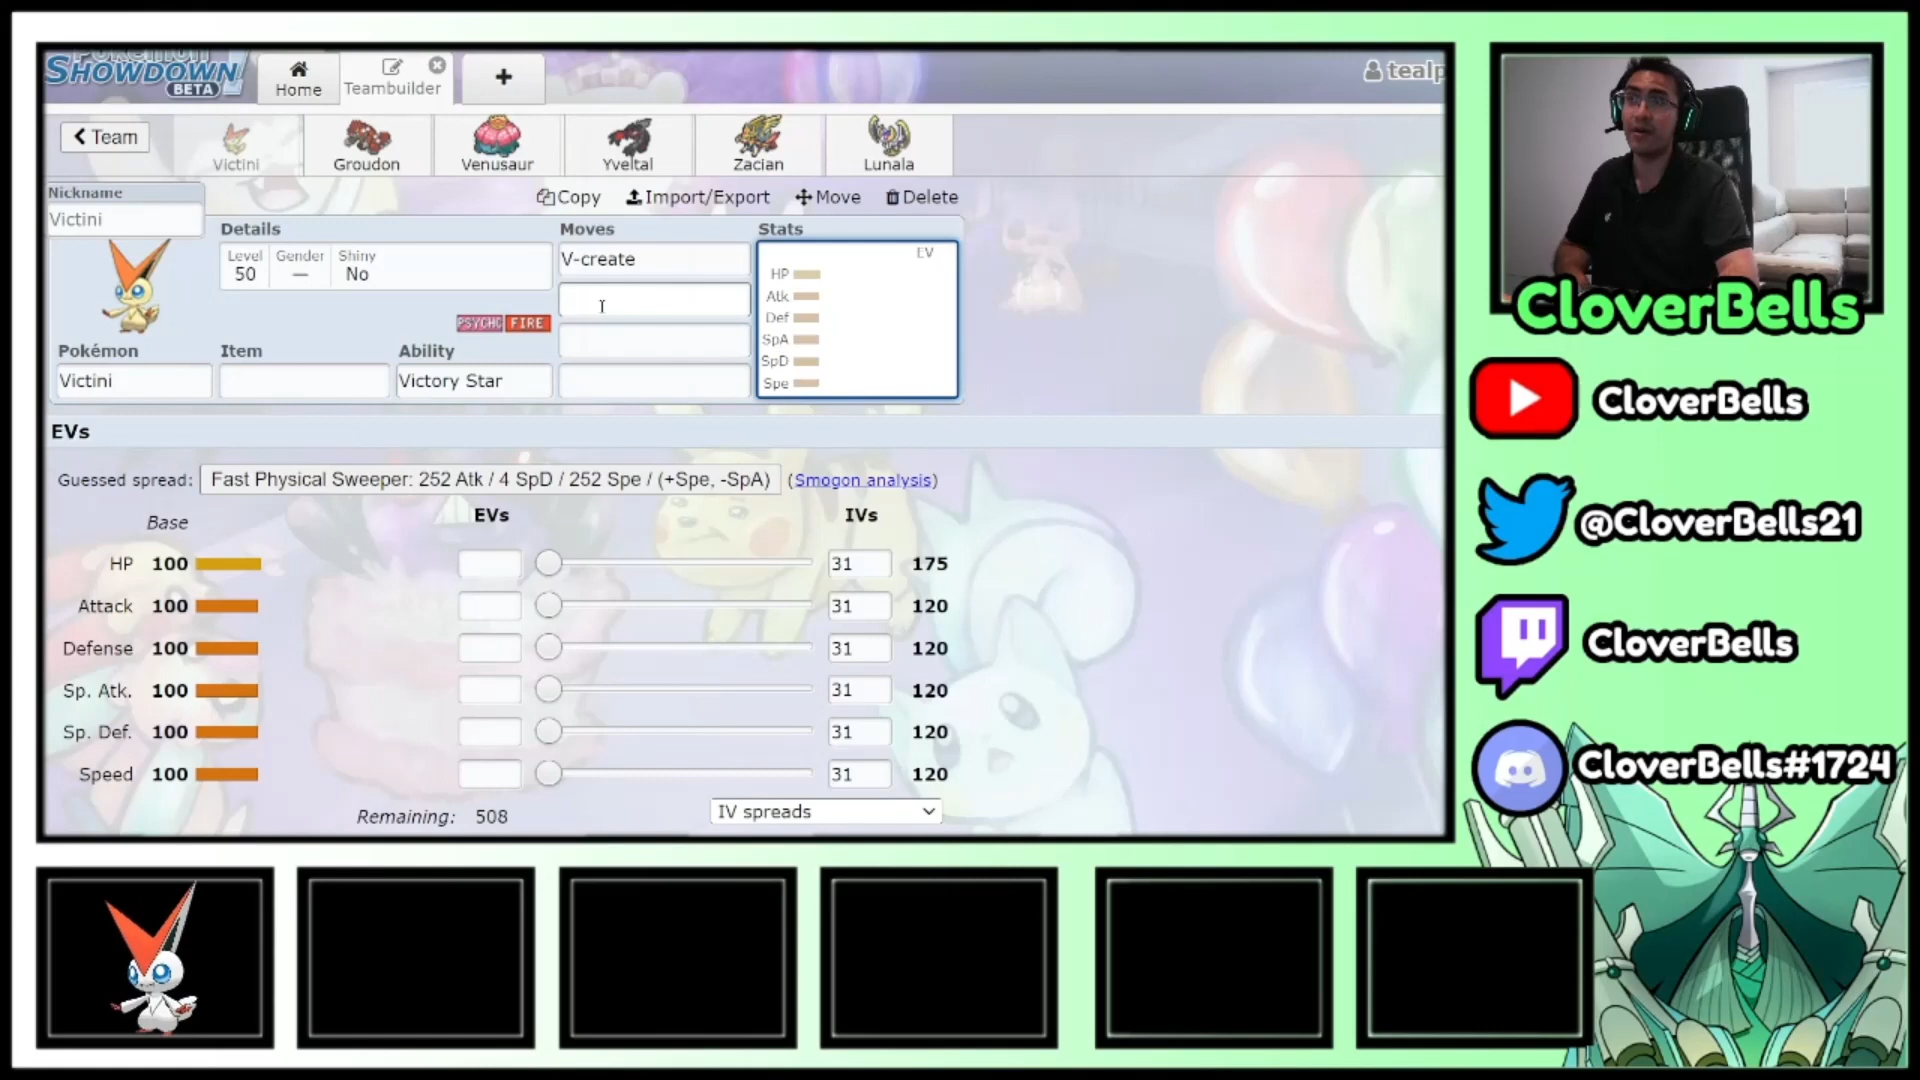 Pokémon
SHOWDOWN
BETA
Home
Teambuilder
+
tealp
Team
Victini
Groudon
Venusaur
Yveltal
Zacian
Lunala
Nickname
Victini
Copy
Import/Export
Move
Delete
Details
Moves
Stats
Level
50
Gender
—
Shiny
No
V-create
EV
HP
Atk
Def
SpA
SpD
Spe
PSYCHC
FIRE
Pokémon
Victini
Item
Ability
Victory Star
EVs
Guessed spread: Fast Physical Sweeper: 252 Atk / 4 SpD / 252 Spe / (+Spe, -SpA) (Smogon analysis)
Base
EVs
IVs
HP 100 31 175
Attack 100 31 120
Defense 100 31 120
Sp. Atk. 100 31 120
Sp. Def. 100 31 120
Speed 100 31 120
Remaining: 508
IV spreads
CloverBells
CloverBells
@CloverBells21
CloverBells
CloverBells#1724